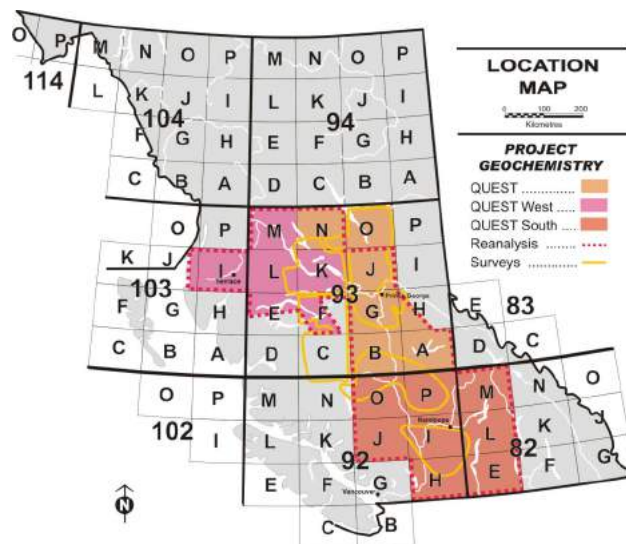 O P M N O P M N O P
114
L K J I L K J I
104 94
F G H E F G H
C B A D C B A
LOCATION
MAP
0 100 200
Kilometres
PROJECT
GEOCHEMISTRY
QUEST ..............
QUEST West .....
QUEST South ....
Reanalysis ........
Surveys ............
O P M N O P
K J I L K J I
Terrace
103 93
Prince George
F G H E F G H E 83
C B A D C B A D C
O P M N O P M N O
102
Kamloops
I L K J I L K J
92 82
E F G H E F G
Vancouver
N
C B